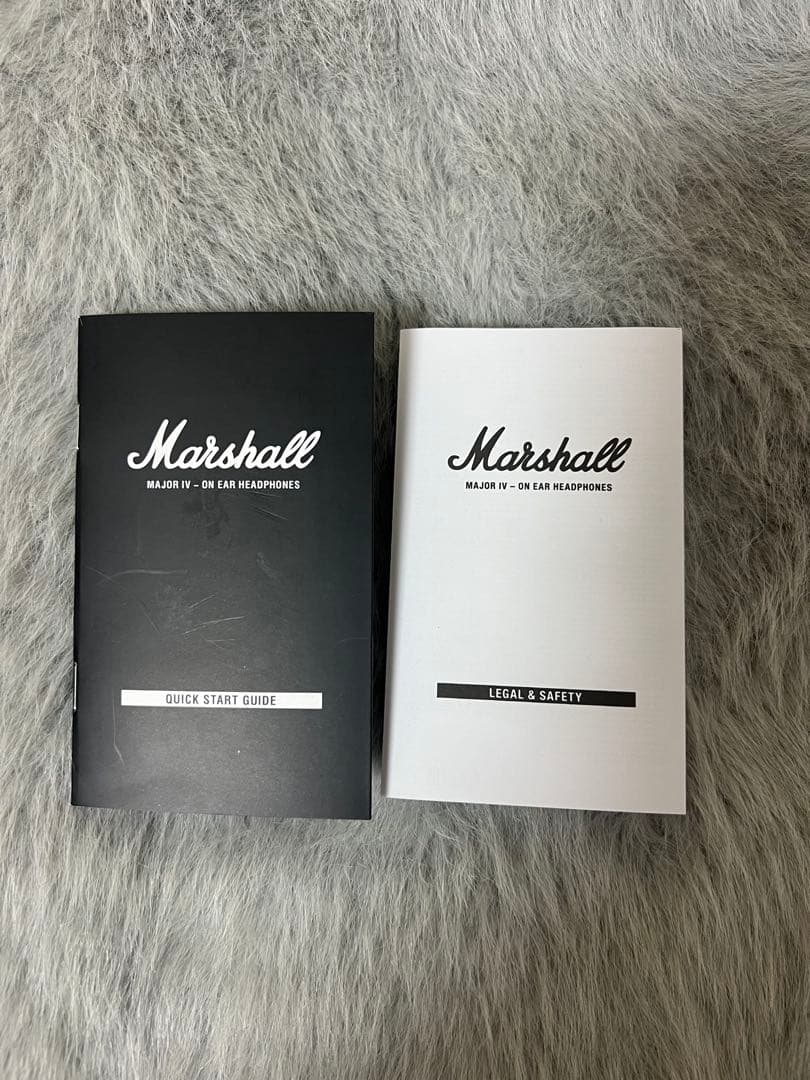 Marshall
MAJOR IV – ON EAR HEADPHONES
QUICK START GUIDE
Marshall
MAJOR IV – ON EAR HEADPHONES
LEGAL & SAFETY